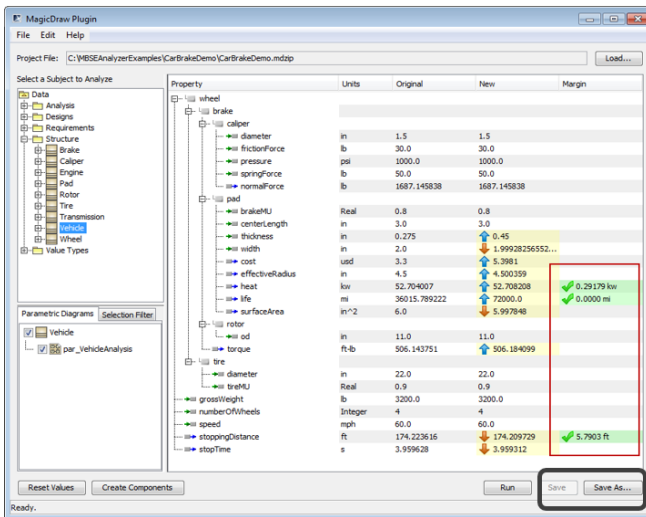 MagicDraw Plugin
File Edit Help
Project File: C:\MBSEAnalyzerExamples\CarBrakeDemo\CarBrakeDemo.mdzip Load...
Select a Subject to Analyze
Data
Analysis
Designs
Requirements
Structure
Brake
Caliper
Engine
Pad
Rotor
Tire
Transmission
Vehicle
Wheel
Value Types
Parametric Diagrams Selection Filter
Vehicle
par_VehicleAnalysis
Property Units Original New Margin
wheel
brake
caliper
diameter in 1.5 1.5
frictionForce lb 30.0 30.0
pressure psi 1000.0 1000.0
springForce lb 50.0 50.0
normalForce lb 1687.145838 1687.145838
pad
brakeMU Real 0.8 0.8
centerLength in 3.0 3.0
thickness in 0.275 0.45
width in 2.0 1.99928256552...
cost usd 3.3 5.3981
effectiveRadius in 4.5 4.500359
heat kw 52.704007 52.708208 0.29179 kw
life mi 36015.789222 72000.0 0.0000 mi
surfaceArea in^2 6.0 5.997848
rotor
od in 11.0 11.0
torque ft-lb 506.143751 506.184099
tire
diameter in 22.0 22.0
tireMU Real 0.9 0.9
grossWeight lb 3200.0 3200.0
numberOfWheels Integer 4 4
speed mph 60.0 60.0
stoppingDistance ft 174.223616 174.209729 5.7903 ft
stopTime s 3.959628 3.959312
Reset Values Create Components Run Save Save As...
Ready.